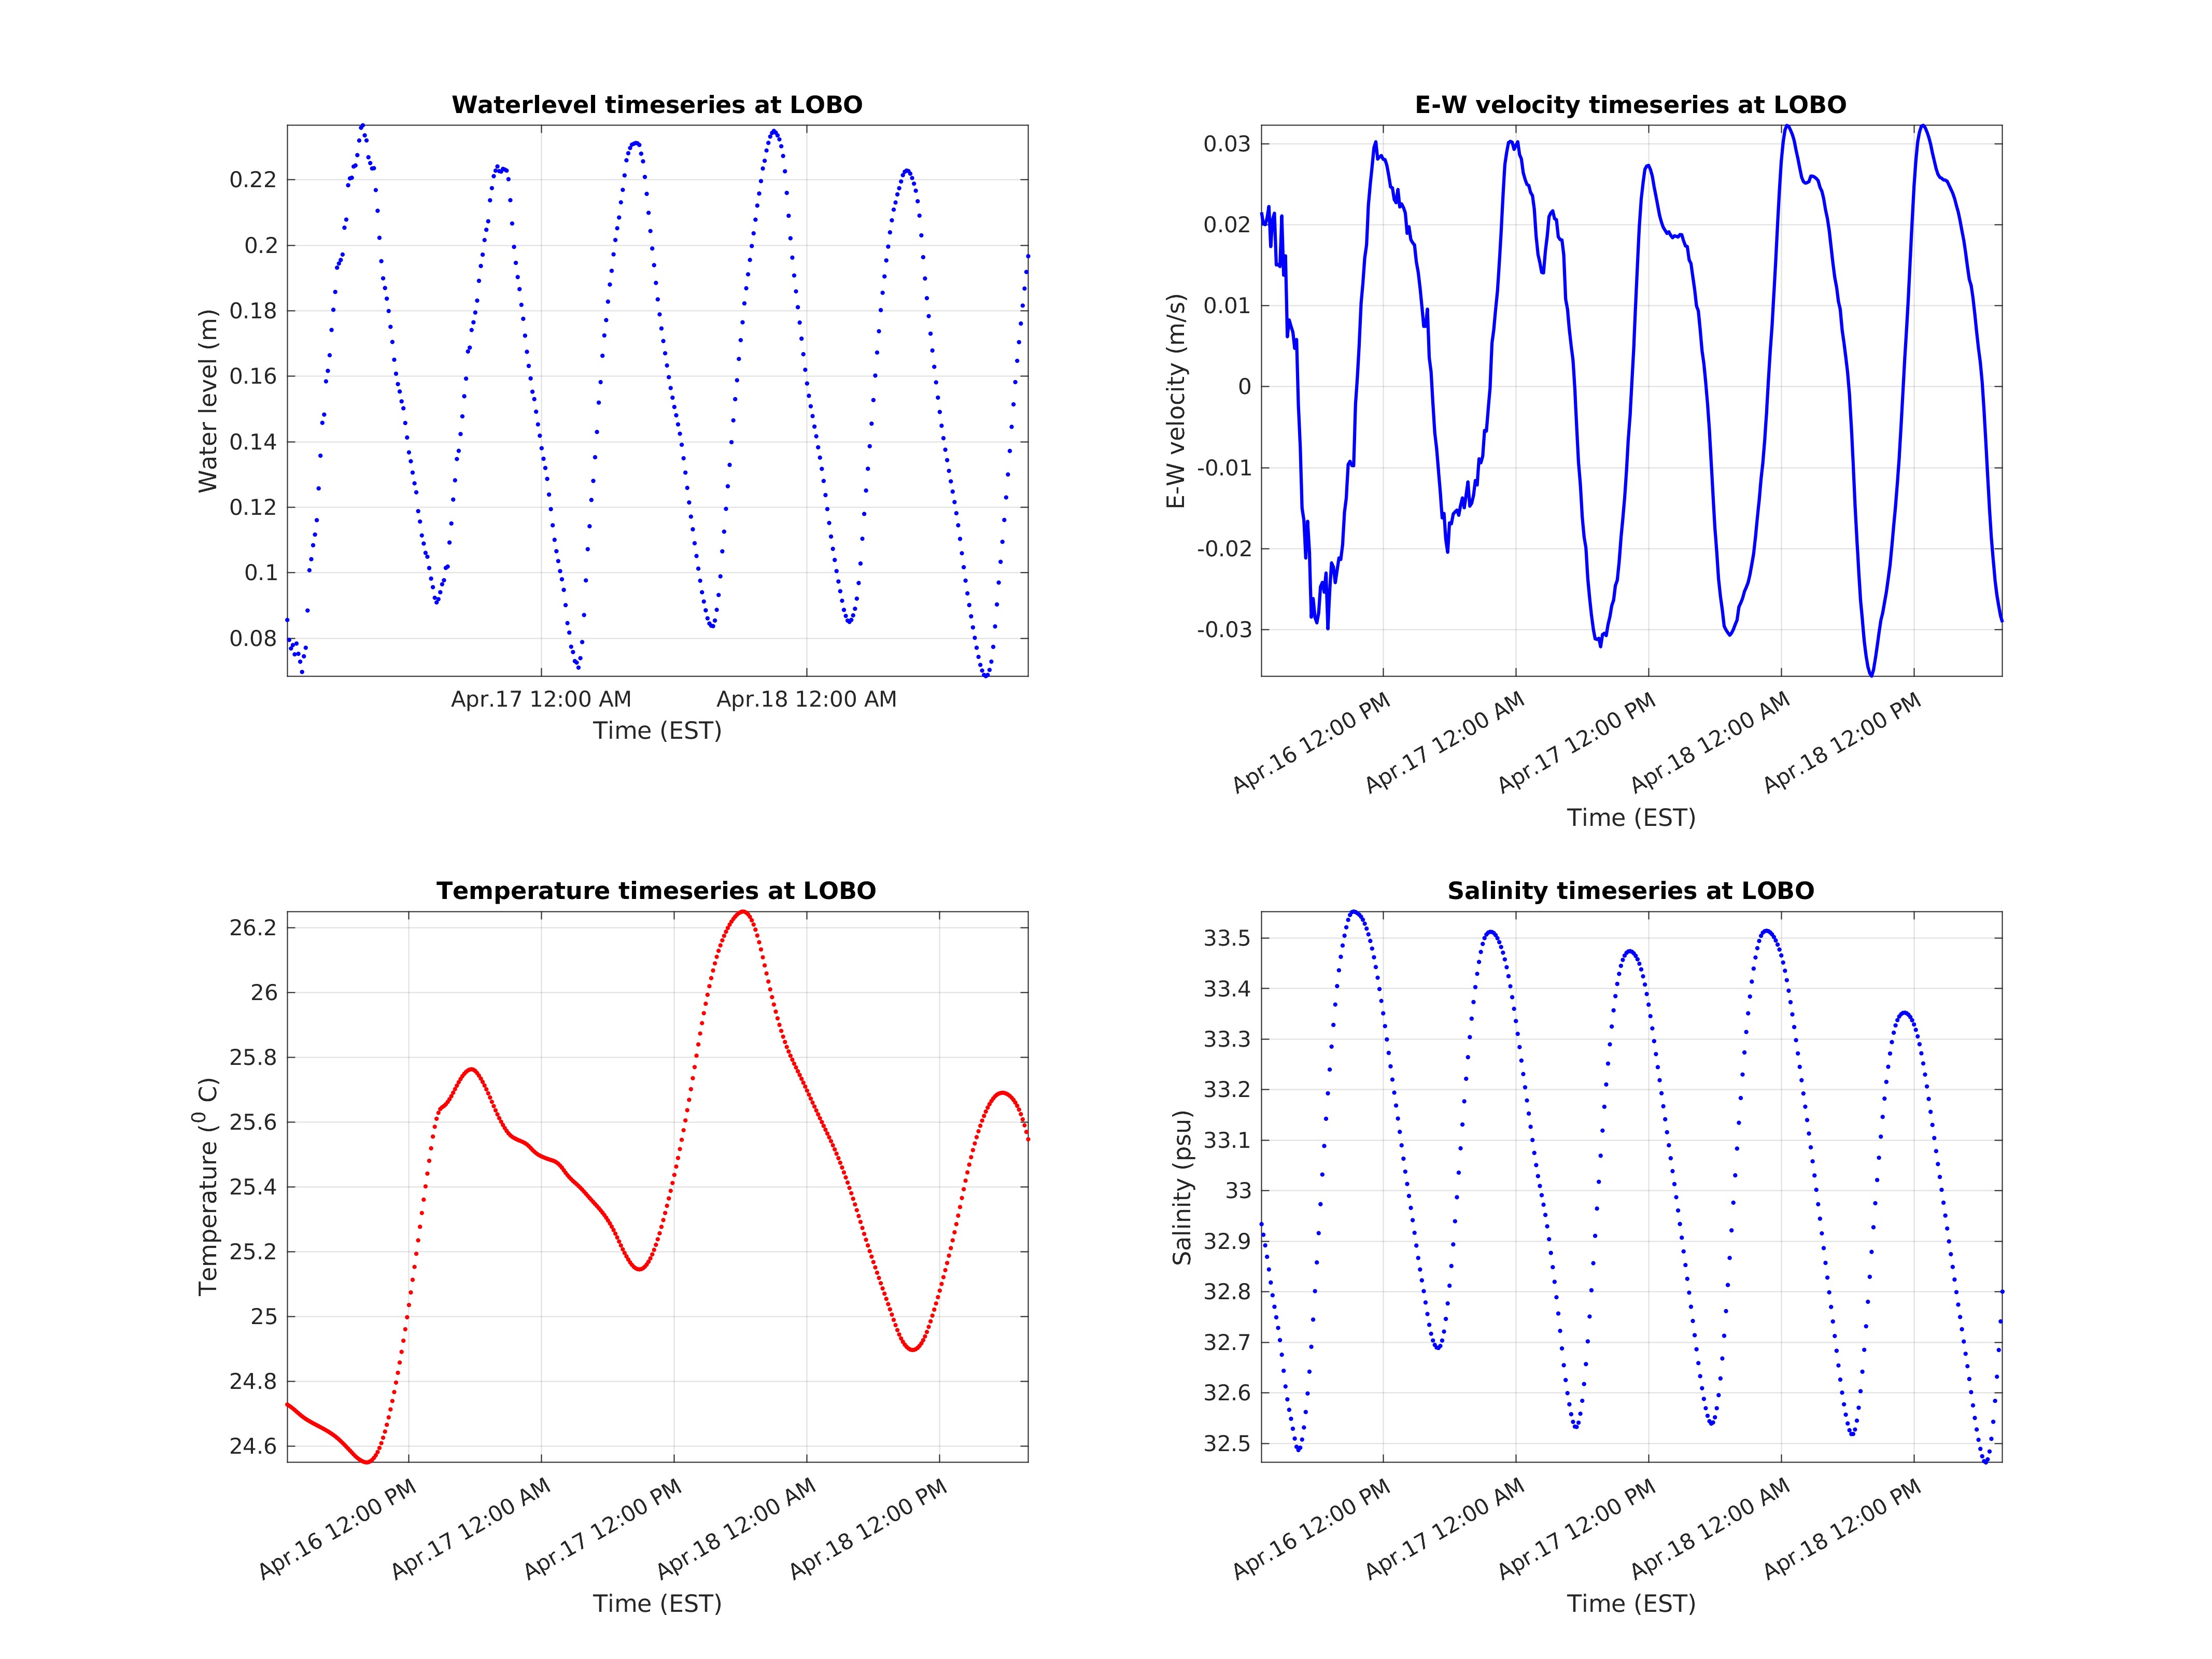 Waterlevel timeseries at LOBO
Water level (m)
0.22
0.2
0.18
0.16
0.14
0.12
0.1
0.08
Apr.17 12:00 AM
Apr.18 12:00 AM
Time (EST)
E-W velocity timeseries at LOBO
E-W velocity (m/s)
0.03
0.02
0.01
0
-0.01
-0.02
-0.03
Apr.16 12:00 PM
Apr.17 12:00 AM
Apr.17 12:00 PM
Apr.18 12:00 AM
Apr.18 12:00 PM
Time (EST)
Temperature timeseries at LOBO
Temperature (⁰ C)
26.2
26
25.8
25.6
25.4
25.2
25
24.8
24.6
Apr.16 12:00 PM
Apr.17 12:00 AM
Apr.17 12:00 PM
Apr.18 12:00 AM
Apr.18 12:00 PM
Time (EST)
Salinity timeseries at LOBO
Salinity (psu)
33.5
33.4
33.3
33.2
33.1
33
32.9
32.8
32.7
32.6
32.5
Apr.16 12:00 PM
Apr.17 12:00 AM
Apr.17 12:00 PM
Apr.18 12:00 AM
Apr.18 12:00 PM
Time (EST)